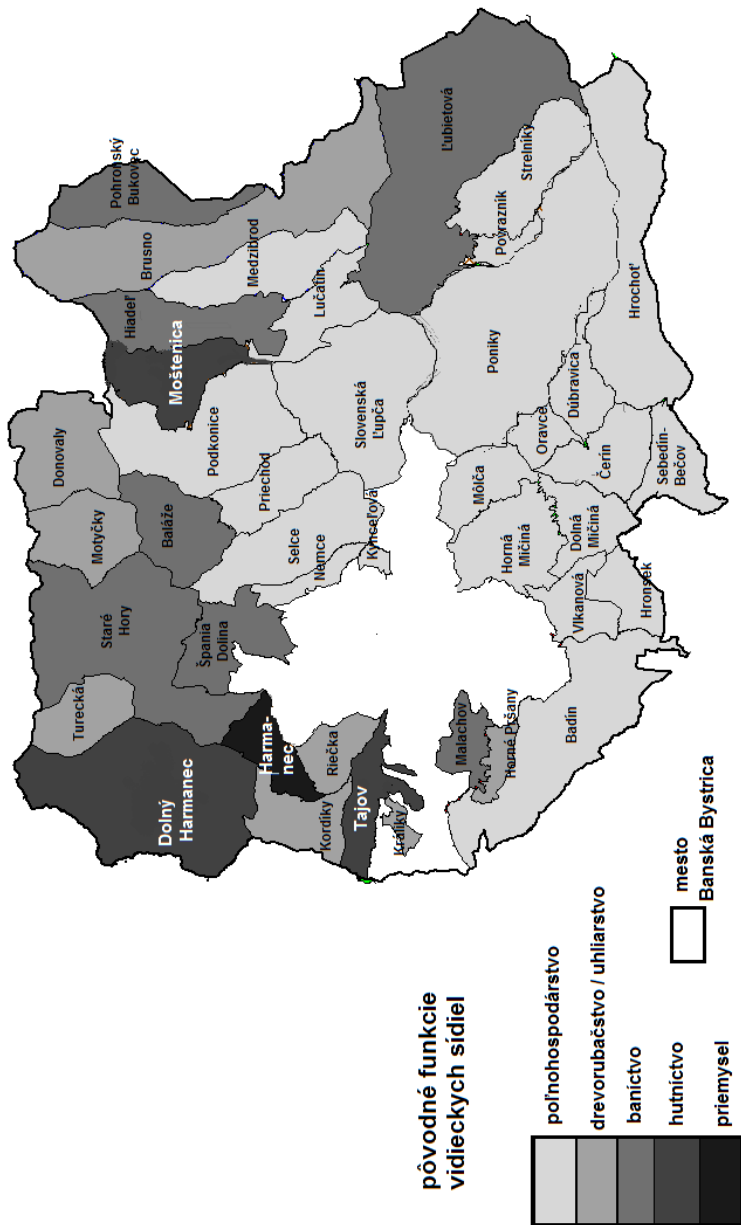 Pohronský
Bukovec
Brusno
Hiadeľ
Medzibrod
Moštenica
Lučatín
Ľubietová
Strelníky
Povrazník
Donovaly
Motyčky
Baláže
Podkonice
Priechod
Slovenská
Ľupča
Selce
Nemce
Kynceľová
Poniky
Hrochoť
Dúbravica
Oravce
Môlča
Čerín
Sebedín-
Bečov
Horná
Mičiná
Dolná
Mičiná
Vlkanová
Hronsek
Staré
Hory
Turecká
Špania
Dolina
Dolný
Harmanec
Harma-
nec
Riečka
Kordíky
Tajov
Králiky
Malachov
Horné Pršany
Badín
pôvodné funkcie
vidieckych sídiel
poľnohospodárstvo
drevorubačstvo / uhliarstvo
baníctvo
hutníctvo
priemysel
mesto
Banská Bystrica